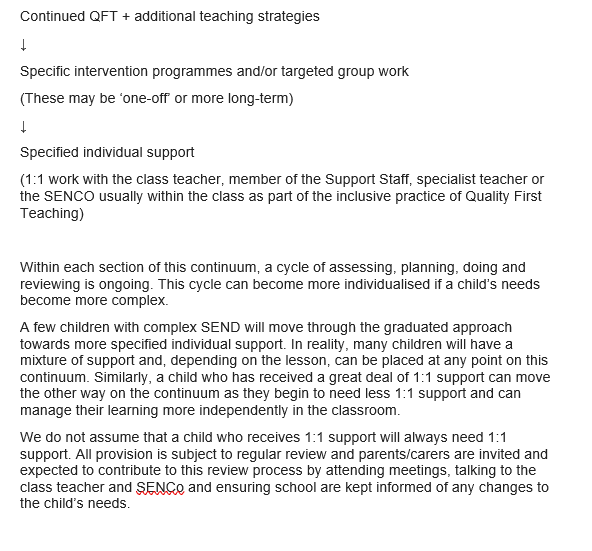 Continued QFT + additional teaching strategies
↓
Specific intervention programmes and/or targeted group work
(These may be ‘one-off’ or more long-term)
↓
Specified individual support
(1:1 work with the class teacher, member of the Support Staff, specialist teacher or
the SENCO usually within the class as part of the inclusive practice of Quality First
Teaching)
Within each section of this continuum, a cycle of assessing, planning, doing and
reviewing is ongoing. This cycle can become more individualised if a child’s needs
become more complex.
A few children with complex SEND will move through the graduated approach
towards more specified individual support. In reality, many children will have a
mixture of support and, depending on the lesson, can be placed at any point on this
continuum. Similarly, a child who has received a great deal of 1:1 support can move
the other way on the continuum as they begin to need less 1:1 support and can
manage their learning more independently in the classroom.
We do not assume that a child who receives 1:1 support will always need 1:1
support. All provision is subject to regular review and parents/carers are invited and
expected to contribute to this review process by attending meetings, talking to the
class teacher and SENCo and ensuring school are kept informed of any changes to
the child’s needs.